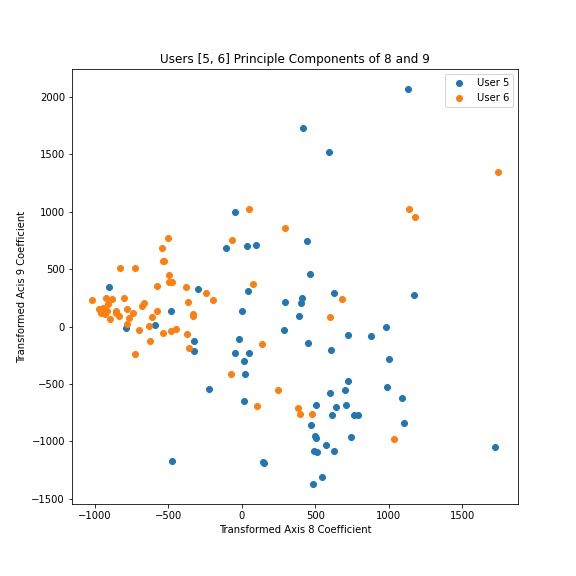 Users [5, 6] Principle Components of 8 and 9
User 5
User 6
2000
1500
1000
500
0
−500
−1000
−1500
Transformed Acis 9 Coefficient
−1000
−500
0
500
1000
1500
Transformed Axis 8 Coefficient